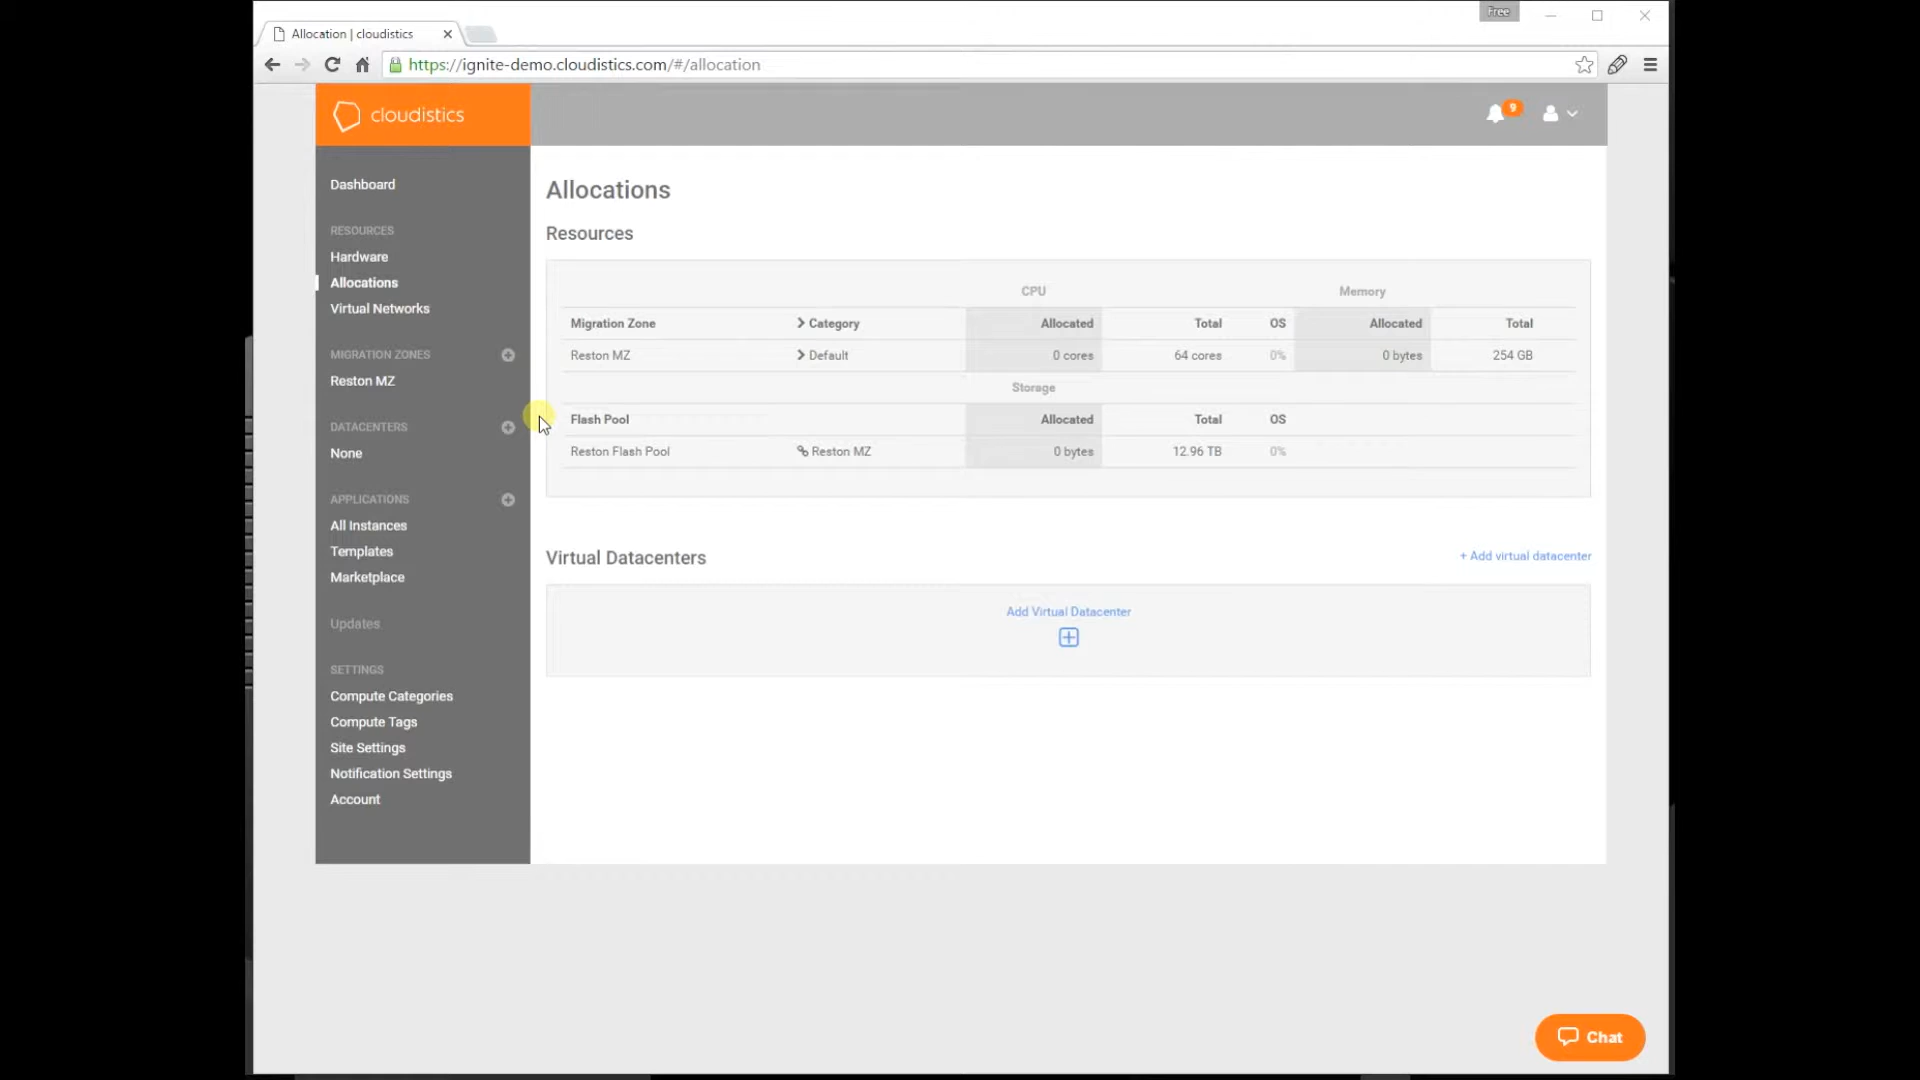 Free
Allocation | cloudistics
https://ignite-demo.cloudistics.com/#/allocation
cloudistics
9
Dashboard
RESOURCES
Hardware
Allocations
Virtual Networks
MIGRATION ZONES
Reston MZ
DATACENTERS
None
APPLICATIONS
All Instances
Templates
Marketplace
Updates
SETTINGS
Compute Categories
Compute Tags
Site Settings
Notification Settings
Account
Allocations
Resources
CPU Memory
Migration Zone Category Allocated Total OS Allocated Total
Reston MZ Default 0 cores 64 cores 0% 0 bytes 254 GB
Storage
Flash Pool Allocated Total OS
Reston Flash Pool Reston MZ 0 bytes 12.96 TB 0%
Virtual Datacenters + Add virtual datacenter
Add Virtual Datacenter
Chat